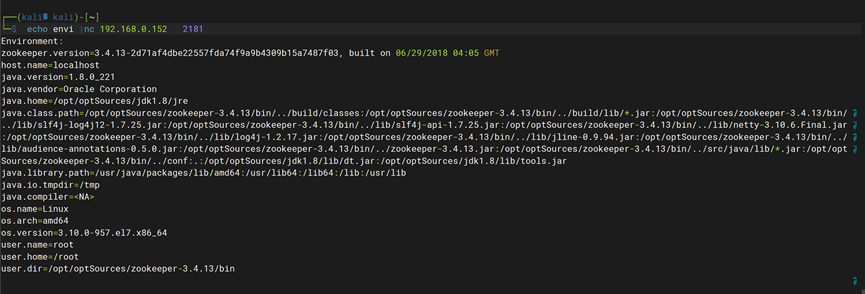 ┌──(kali㉿ kali)-[~]
└─$ echo envi |nc 192.168.0.152 2181
Environment:
zookeeper.version=3.4.13-2d71af4dbe22557fda74f9a9b4309b15a7487f03, built on 06/29/2018 04:05 GMT
host.name=localhost
java.version=1.8.0_221
java.vendor=Oracle Corporation
java.home=/opt/optSources/jdk1.8/jre
java.class.path=/opt/optSources/zookeeper-3.4.13/bin/../build/classes:/opt/optSources/zookeeper-3.4.13/bin/../build/lib/*.jar:/opt/optSources/zookeeper-3.4.13/bin/
../lib/slf4j-log4j12-1.7.25.jar:/opt/optSources/zookeeper-3.4.13/bin/../lib/slf4j-api-1.7.25.jar:/opt/optSources/zookeeper-3.4.13/bin/../lib/netty-3.10.6.Final.jar
:/opt/optSources/zookeeper-3.4.13/bin/../lib/log4j-1.2.17.jar:/opt/optSources/zookeeper-3.4.13/bin/../lib/jline-0.9.94.jar:/opt/optSources/zookeeper-3.4.13/bin/../
lib/audience-annotations-0.5.0.jar:/opt/optSources/zookeeper-3.4.13/bin/../zookeeper-3.4.13.jar:/opt/optSources/zookeeper-3.4.13/bin/../src/java/lib/*.jar:/opt/opt
Sources/zookeeper-3.4.13/bin/../conf:.:/opt/optSources/jdk1.8/lib/dt.jar:/opt/optSources/jdk1.8/lib/tools.jar
java.library.path=/usr/java/packages/lib/amd64:/usr/lib64:/lib64:/lib:/usr/lib
java.io.tmpdir=/tmp
java.compiler=<NA>
os.name=Linux
os.arch=amd64
os.version=3.10.0-957.el7.x86_64
user.name=root
user.home=/root
user.dir=/opt/optSources/zookeeper-3.4.13/bin